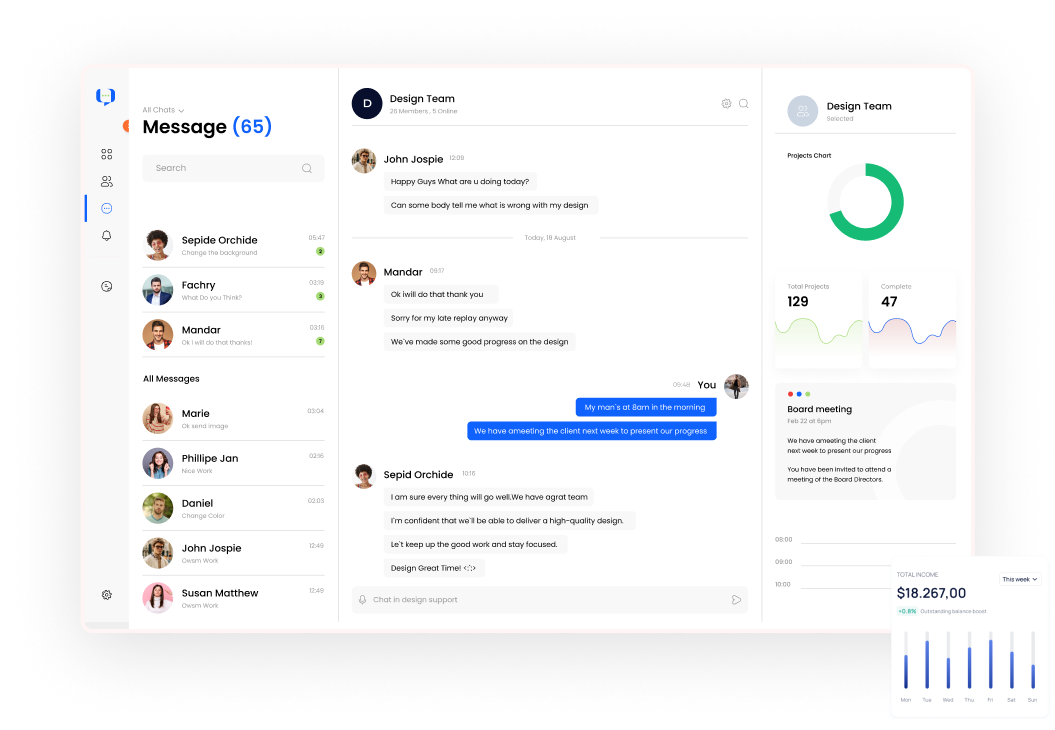 All Chats
Message (65)
Search
Sepide Orchide 05:47
Change the background 2
Fachry 03:19
What Do you Think? 3
Mandar 03:16
Ok i will do that thanks! 7
All Messages
Marie 03:04
Ok send image
Phillipe Jan 02:16
Nice Work
Daniel 02:03
Change Color
John Jospie 12:49
Owsm Work
Susan Matthew 12:49
Owsm Work
D
Design Team
28 Members , 5 Online
John Jospie 12:09
Happy Guys What are u doing today?
Can some body tell me what is wrong with my design
Today, 18 August
Mandar 09:17
Ok iwill do that thank you
Sorry for my late replay anyway
We've made some good progress on the design
09:48 You
My man's at 8am in the morning
We have ameeting the client next week to present our progress
Sepid Orchide 10:16
I am sure every thing will go well.We have agrat team
I'm confident that we'll be able to deliver a high-quality design.
Le't keep up the good work and stay focused.
Design Great Time! <':'>
Chat in design support
Design Team
Selected
Projects Chart
Total Projects
129
Complete
47
Board meeting
Feb 22 at 6pm
We have ameeting the client
next week to present our progress
You have been invited to attend a
meeting of the Board Directors.
08:00
09:00
10:00
TOTAL INCOME
This week
$18.267,00
+0.8% Outstanding balance boost
Mon Tue Wed Thu Fri Sat Sun